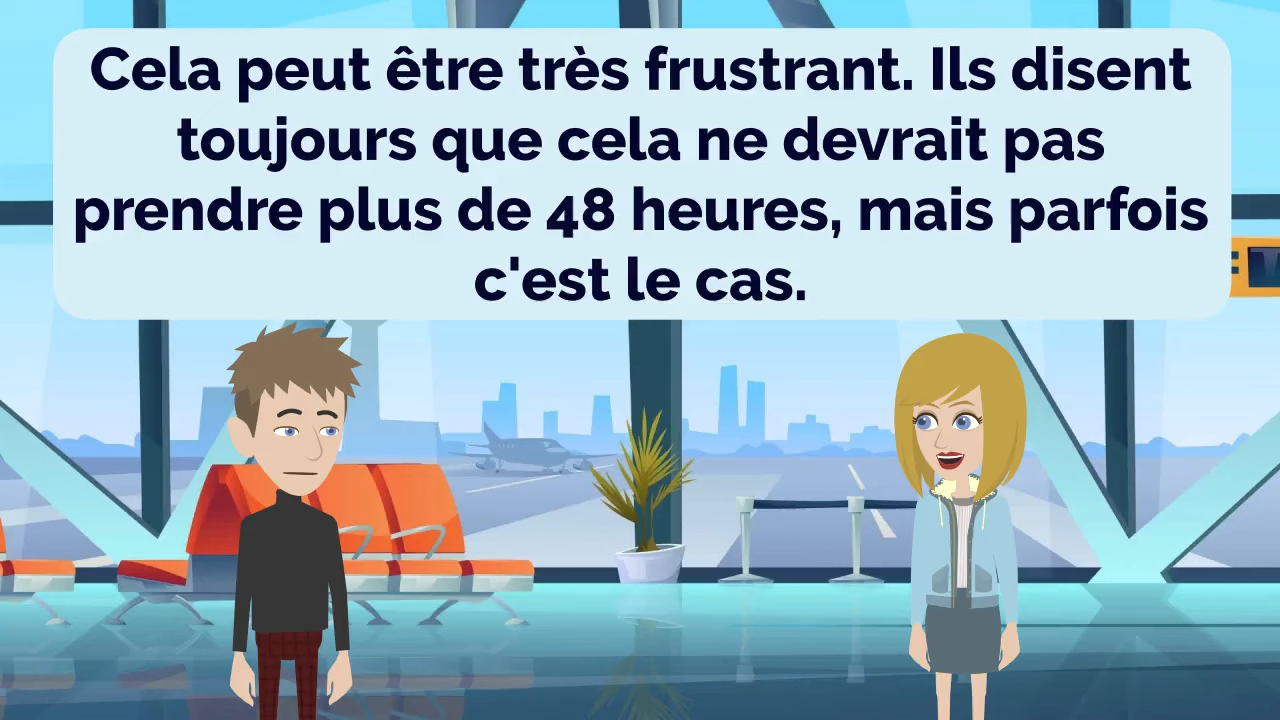 Cela peut être très frustrant. Ils disent
toujours que cela ne devrait pas
prendre plus de 48 heures, mais parfois
c'est le cas.